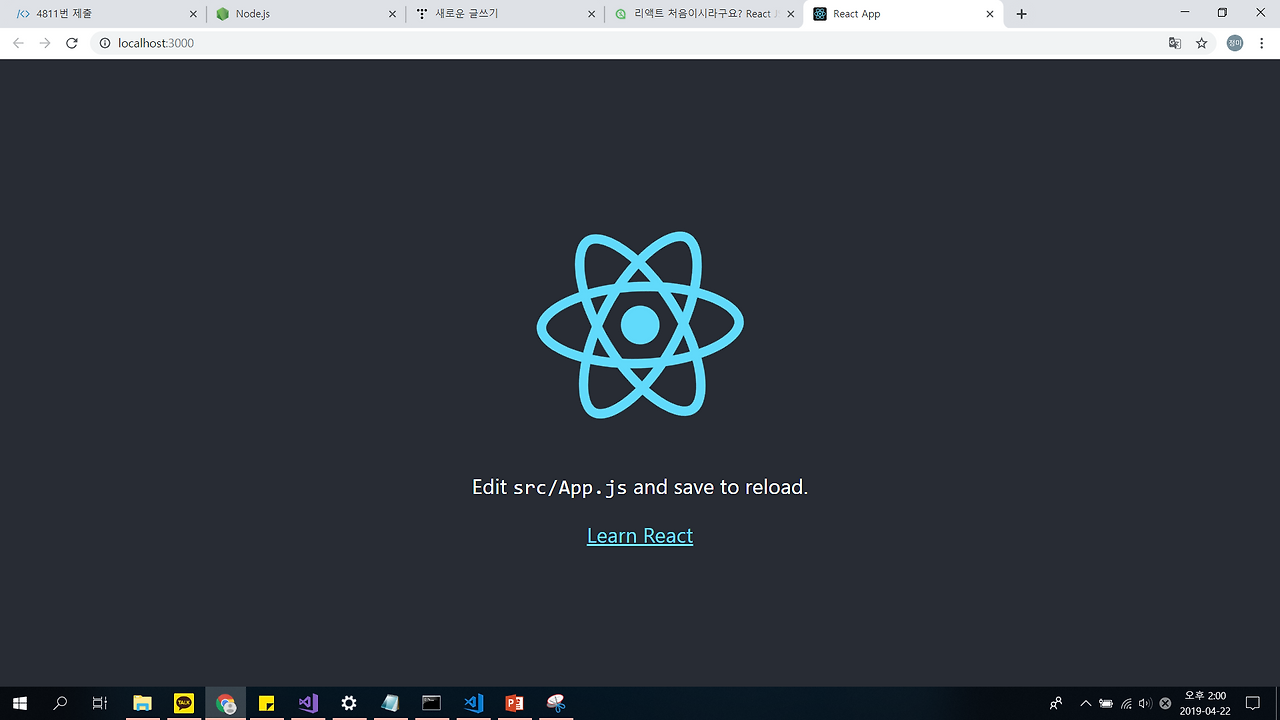 4811번 제출
Node.js
새로운 글쓰기
리액트 처음이시라구요? React J
React App
localhost:3000
정미
Edit src/App.js and save to reload.
Learn React
TALK
오후 2:00
2019-04-22